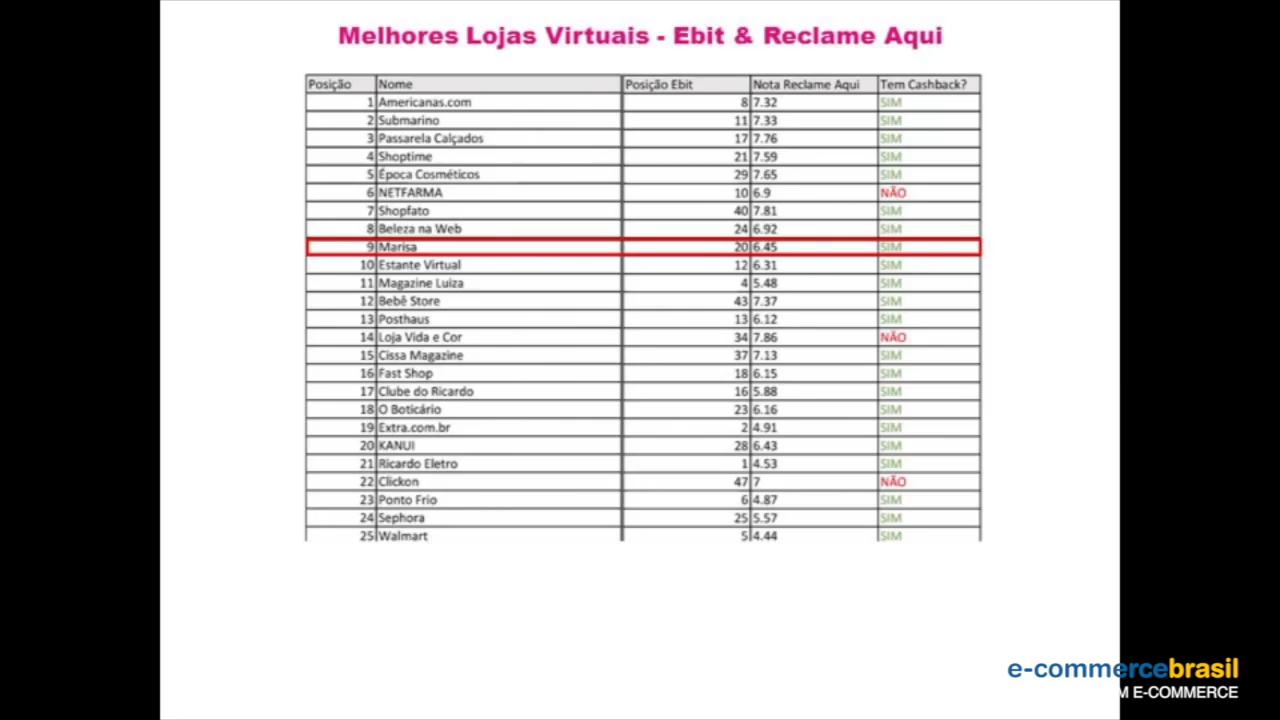 Melhores Lojas Virtuais - Ebit & Reclame Aqui
Posição Nome Posição Ebit Nota Reclame Aqui Tem Cashback?
1 Americanas.com 8 7.32 SIM
2 Submarino 11 7.33 SIM
3 Passarela Calçados 17 7.76 SIM
4 Shoptime 21 7.59 SIM
5 Época Cosméticos 29 7.65 SIM
6 NETFARMA 10 6.9 NÃO
7 Shopfato 40 7.81 SIM
8 Beleza na Web 24 6.92 SIM
9 Marisa 20 6.45 SIM
10 Estante Virtual 12 6.31 SIM
11 Magazine Luiza 4 5.48 SIM
12 Bebê Store 43 7.37 SIM
13 Posthaus 13 6.12 SIM
14 Loja Vida e Cor 34 7.86 NÃO
15 Cissa Magazine 37 7.13 SIM
16 Fast Shop 18 6.15 SIM
17 Clube do Ricardo 16 5.88 SIM
18 O Boticário 23 6.16 SIM
19 Extra.com.br 2 4.91 SIM
20 KANUI 28 6.43 SIM
21 Ricardo Eletro 1 4.53 SIM
22 Clickon 47 7 NÃO
23 Ponto Frio 6 4.87 SIM
24 Sephora 25 5.57 SIM
25 Walmart 5 4.44 SIM
e-commercebrasil
M E-COMMERCE